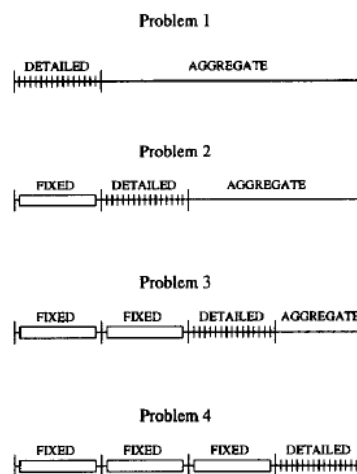 Problem 1
DETAILED AGGREGATE
Problem 2
FIXED DETAILED AGGREGATE
Problem 3
FIXED FIXED DETAILED AGGREGATE
Problem 4
FIXED FIXED FIXED DETAILED